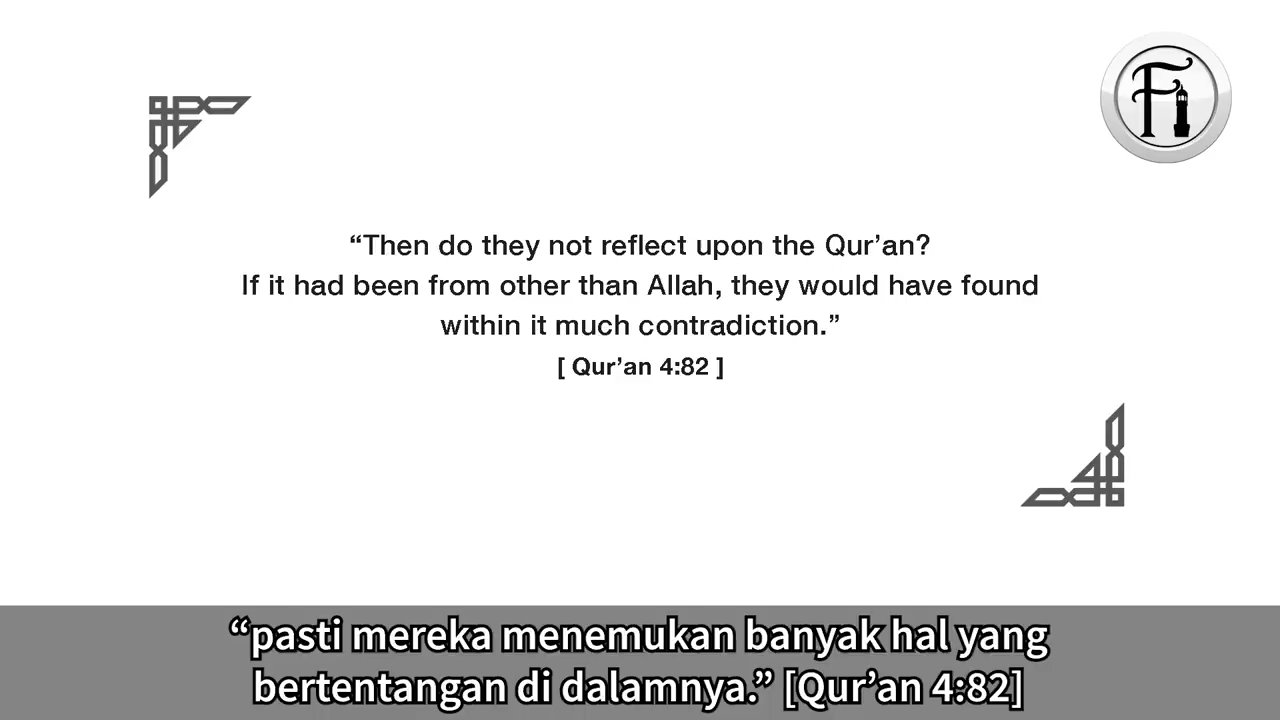 Fi
“Then do they not reflect upon the Qur’an?
If it had been from other than Allah, they would have found
within it much contradiction.”
[ Qur’an 4:82 ]
“pasti mereka menemukan banyak hal yang
bertentangan di dalamnya.” [Qur’an 4:82]